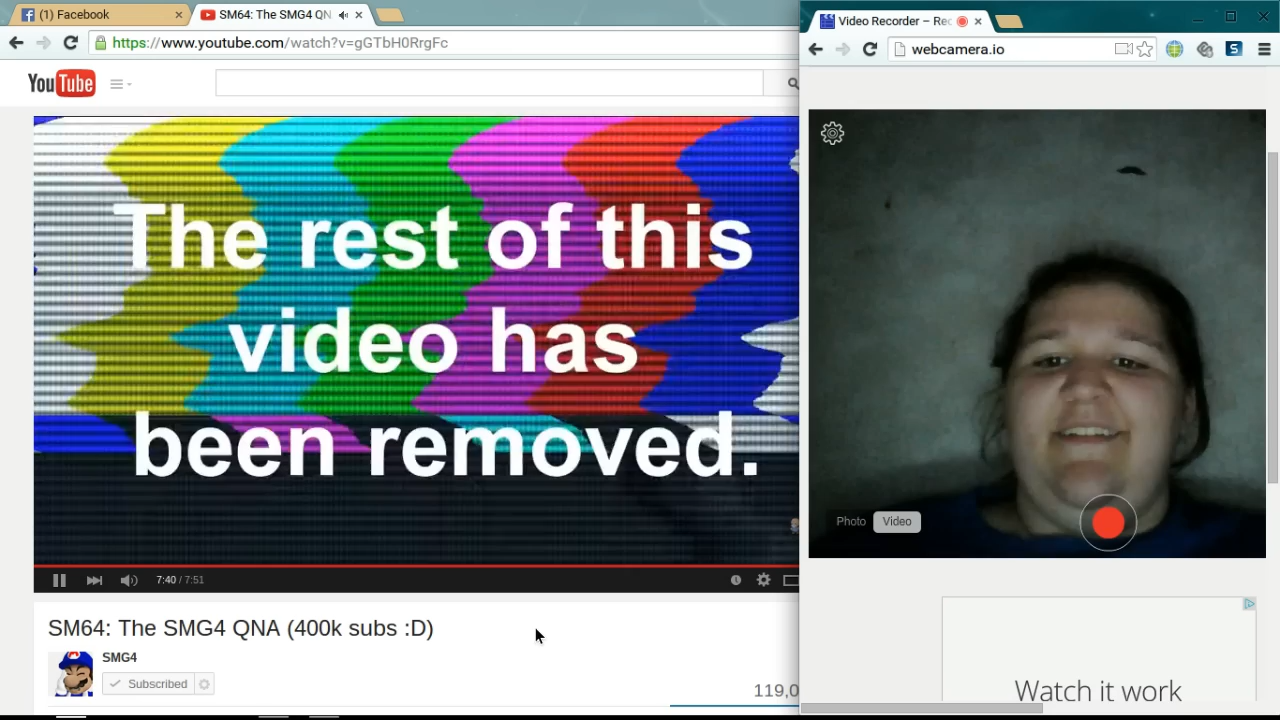 (1) Facebook
SM64: The SMG4 QN
https://www.youtube.com/watch?v=gGTbH0RrgFc
YouTube
The rest of this
video has
been removed.
7:40 / 7:51
SM64: The SMG4 QNA (400k subs :D)
SMG4
Subscribed
119,0
Video Recorder – Rec
webcamera.io
Photo Video
S
Watch it work